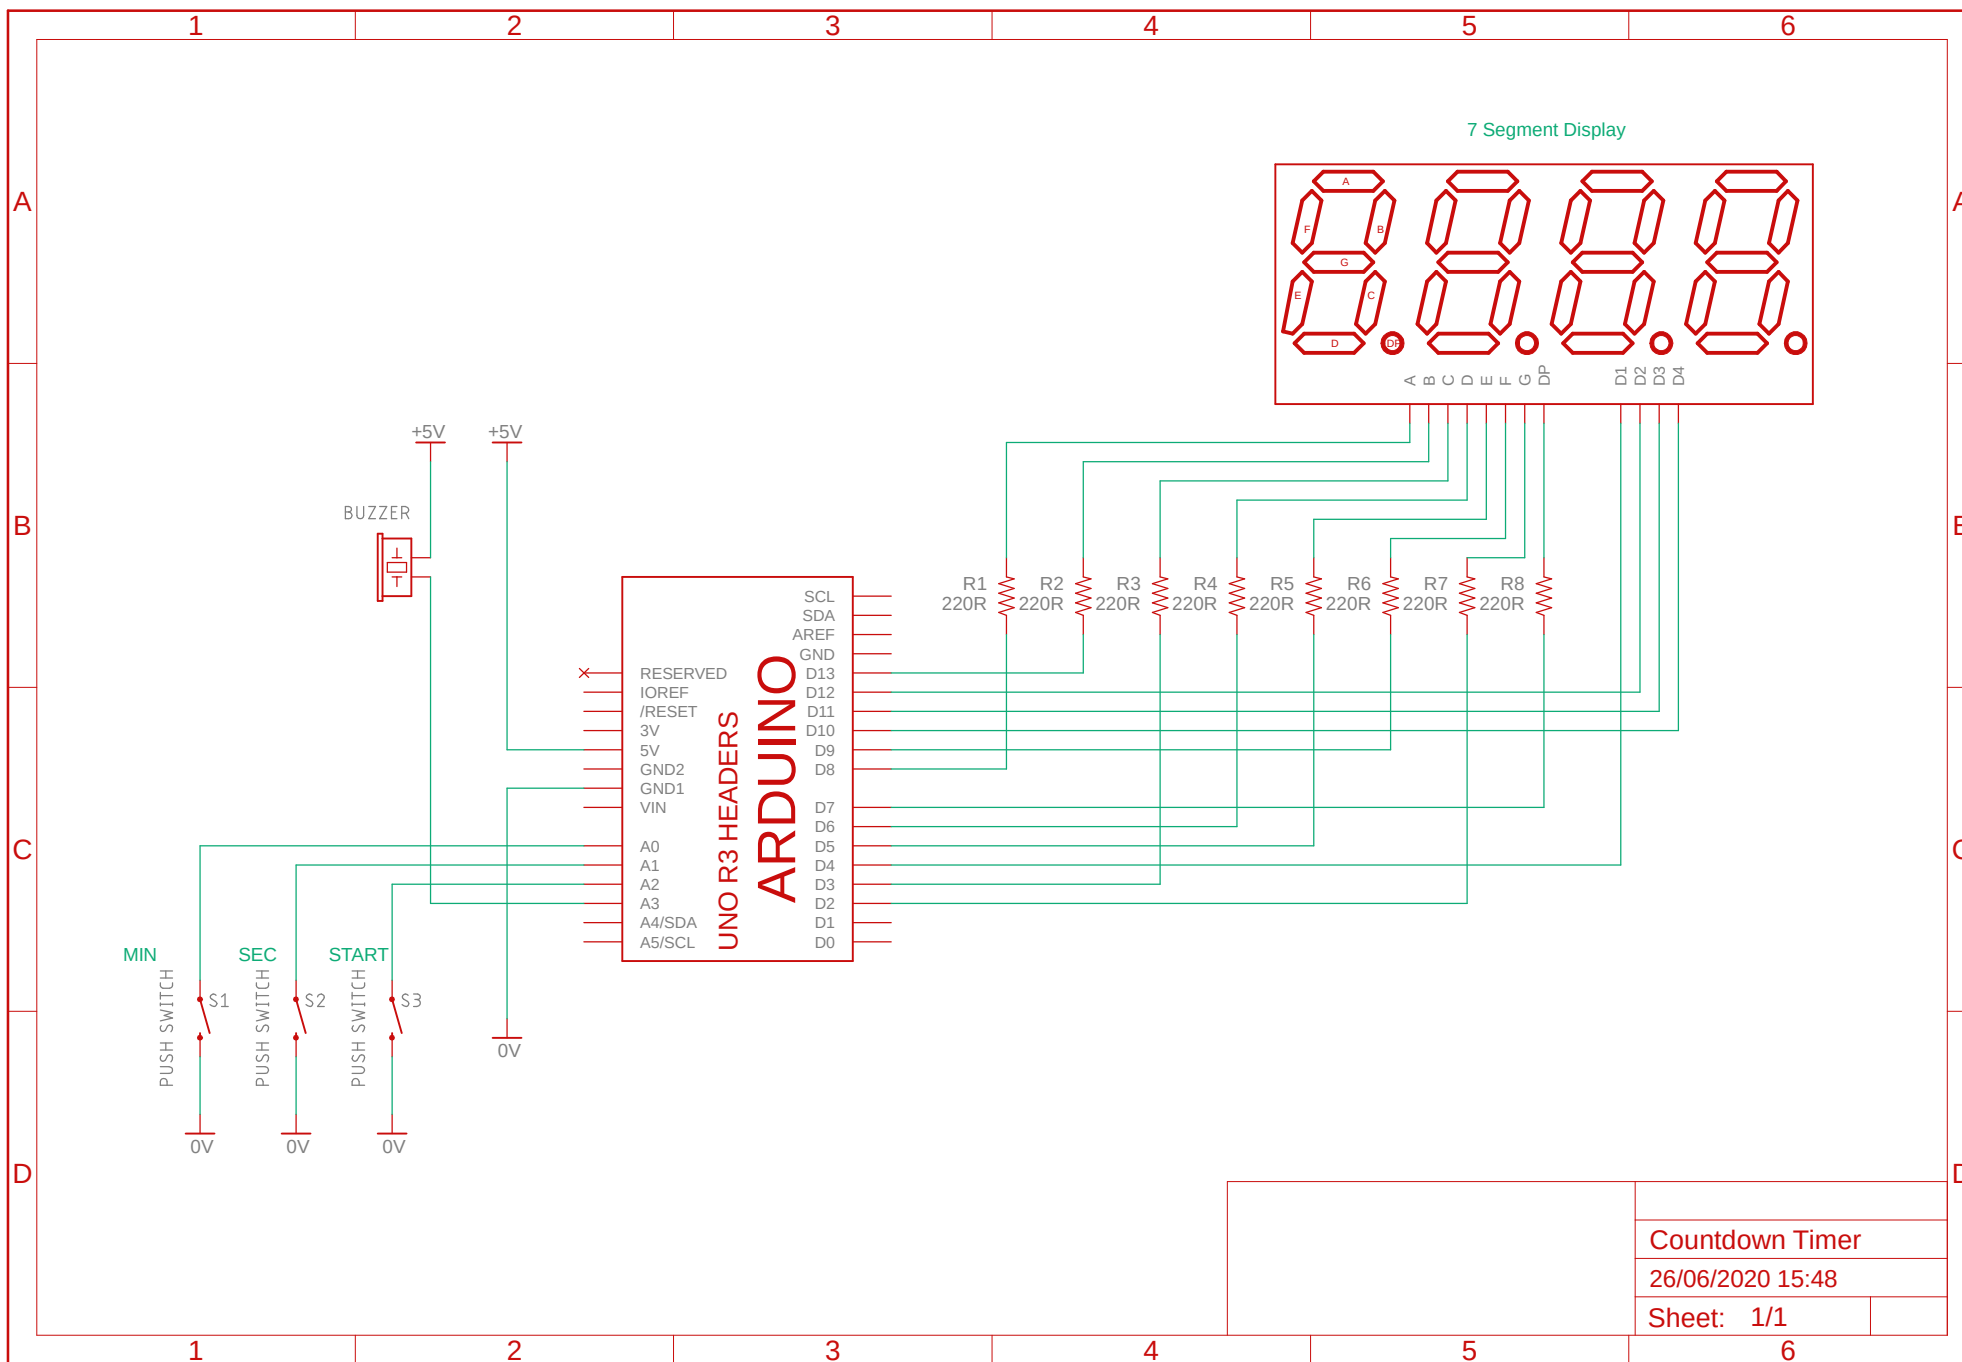 1 2 3 4 5 6
7 Segment Display
A
A
A
F
B
G
E
C
D
DP
A B C D E F G DP D1 D2 D3 D4
+5V +5V
BUZZER
B
R1 R2 R3 R4 R5 R6 R7 R8
220R 220R 220R 220R 220R 220R 220R 220R
ARDUINO
UNO R3 HEADERS
RESERVED
IOREF
/RESET
3V
5V
GND2
GND1
VIN
A0
A1
A2
A3
A4/SDA
A5/SCL
SCL
SDA
AREF
GND
D13
D12
D11
D10
D9
D8
D7
D6
D5
D4
D3
D2
D1
D0
C
MIN SEC START
PUSH SWITCH PUSH SWITCH PUSH SWITCH
S1 S2 S3
0V
0V 0V 0V
D
Countdown Timer
26/06/2020 15:48
Sheet: 1/1
1 2 3 4 5 6